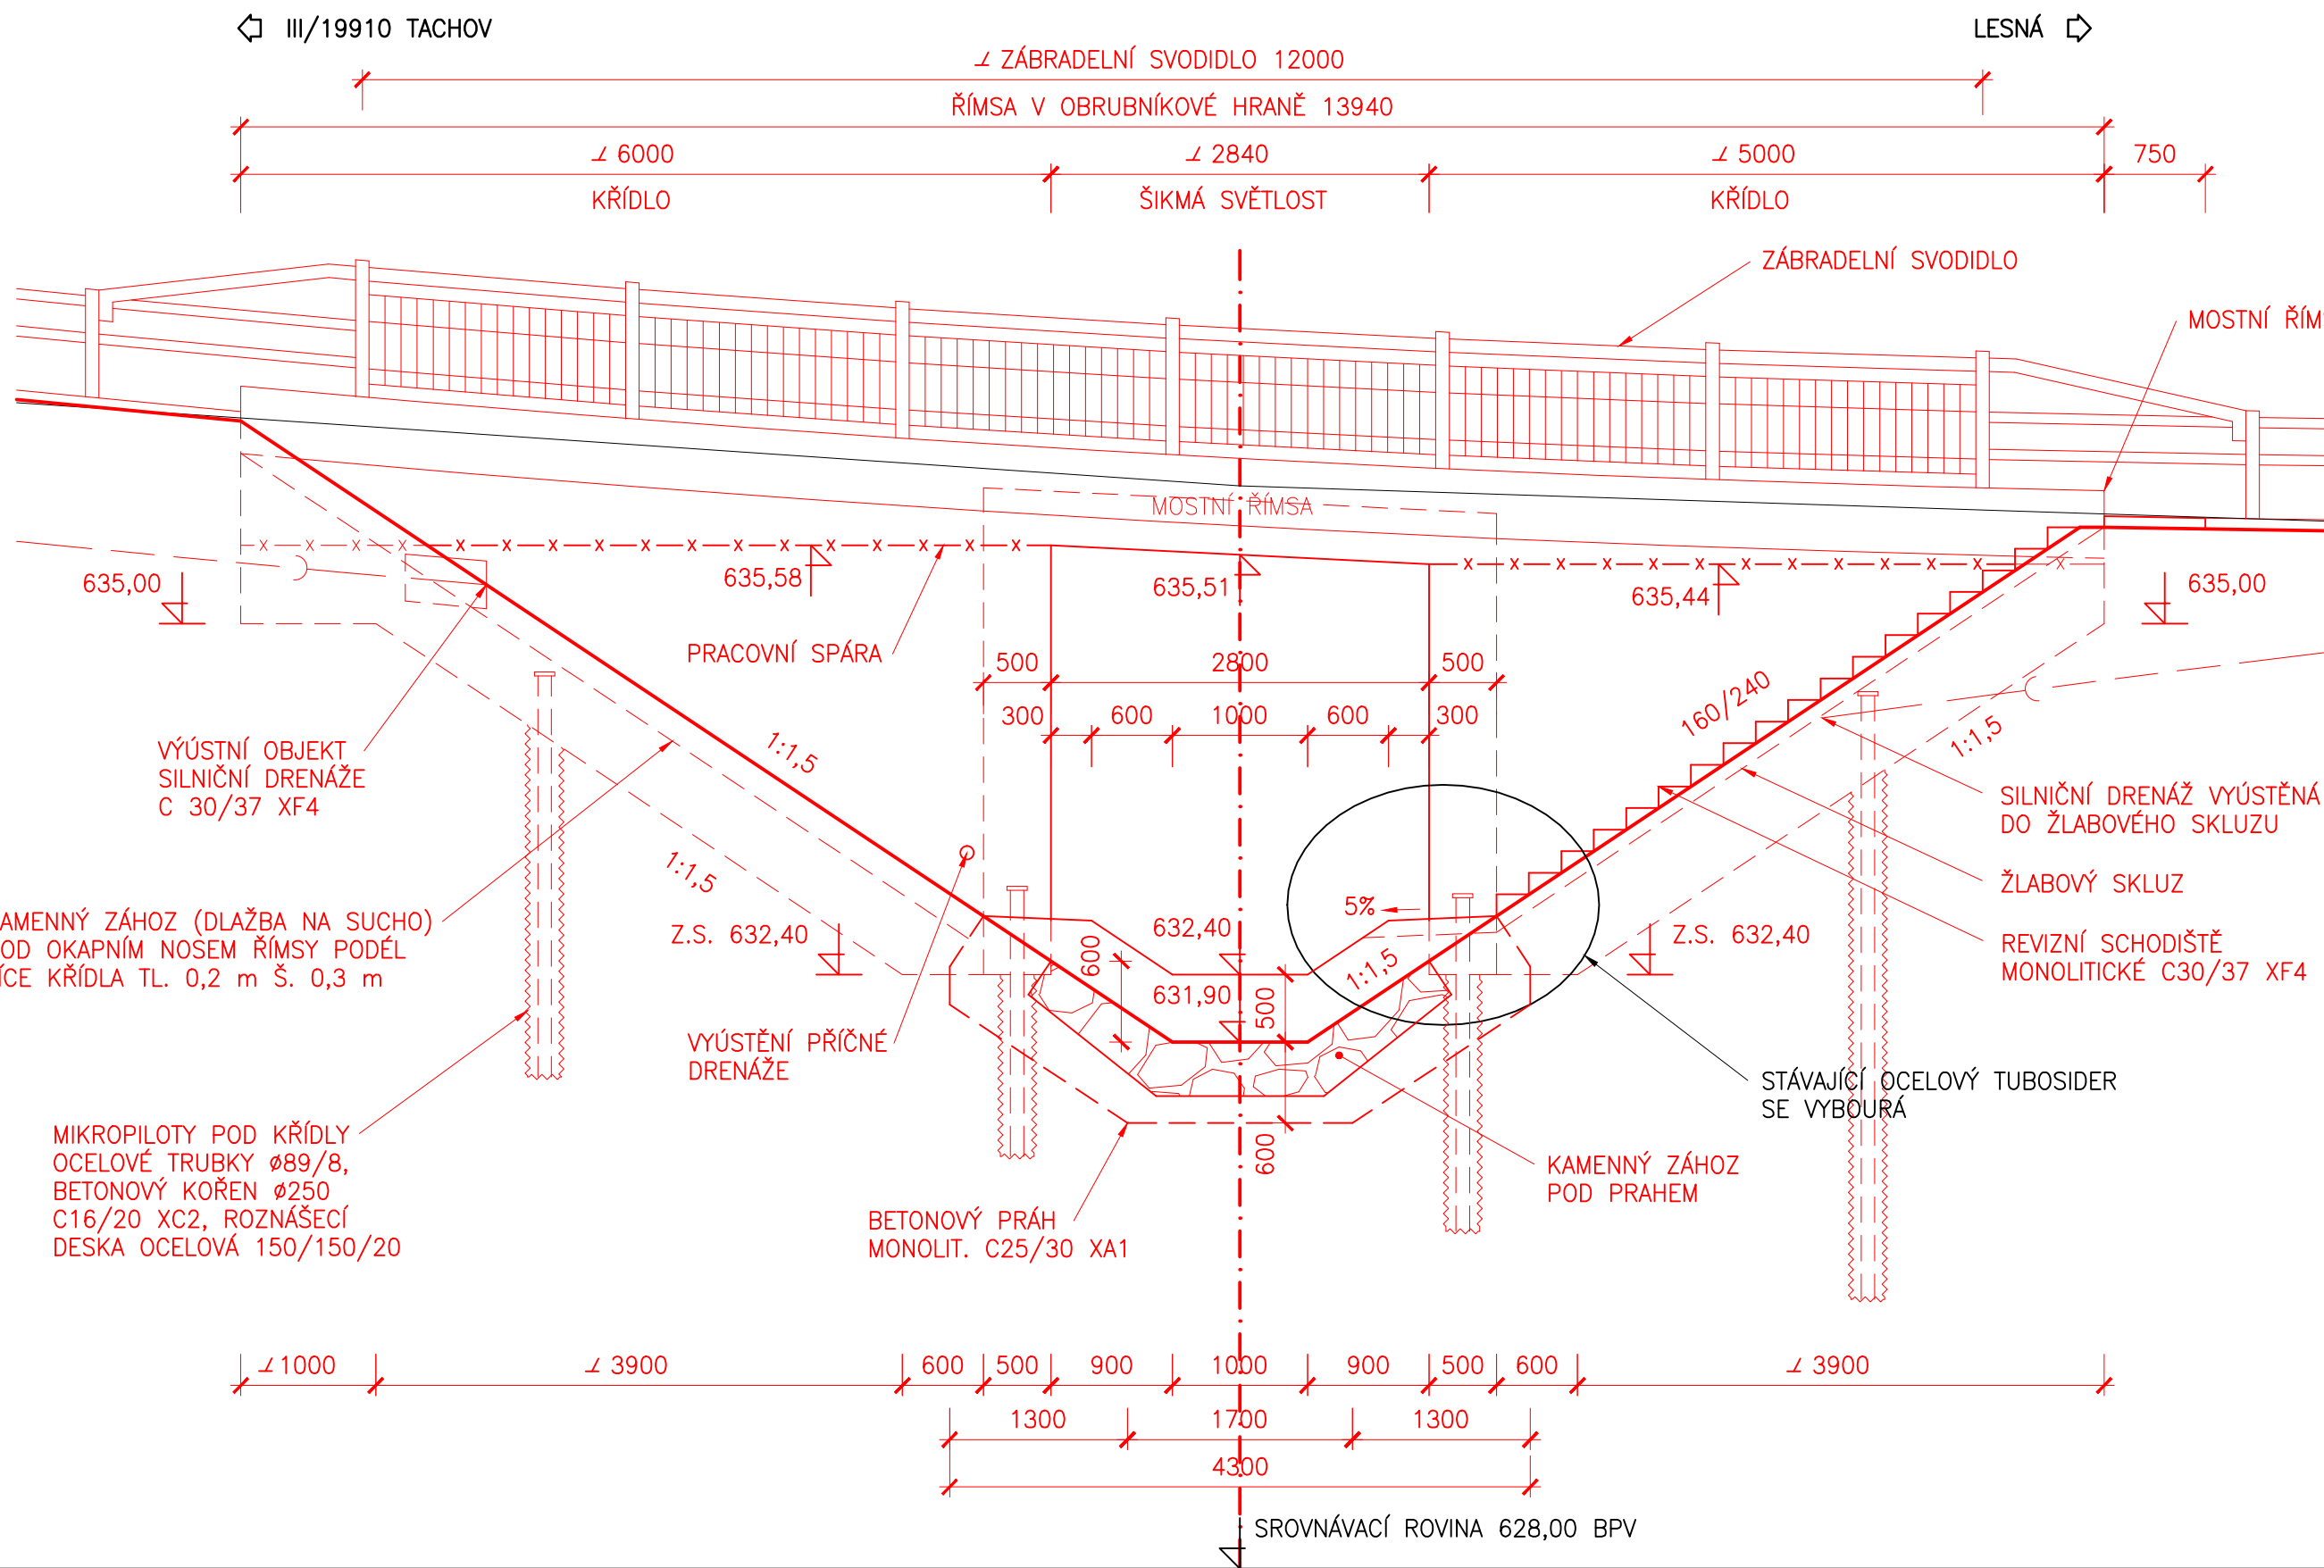 III/19910 TACHOV
LESNÁ
ZÁBRADELNÍ SVODIDLO 12000
ŘÍMSA V OBRUBNÍKOVÉ HRANĚ 13940
6000
2840
5000
750
KŘÍDLO
ŠIKMÁ SVĚTLOST
KŘÍDLO
ZÁBRADELNÍ SVODIDLO
MOSTNÍ ŘÍM
MOSTNÍ ŘÍMSA
635,00
635,58
635,51
635,44
635,00
PRACOVNÍ SPÁRA
500
2800
500
300
600
1000
600
300
160/240
1:1,5
1:1,5
1:1,5
VÝÚSTNÍ OBJEKT
SILNIČNÍ DRENÁŽE
C 30/37 XF4
SILNIČNÍ DRENÁŽ VYÚSTĚNÁ
DO ŽLABOVÉHO SKLUZU
ŽLABOVÝ SKLUZ
AMENNÝ ZÁHOZ (DLAŽBA NA SUCHO)
OD OKAPNÍM NOSEM ŘÍMSY PODÉL
ÍCE KŘÍDLA TL. 0,2 m Š. 0,3 m
Z.S. 632,40
632,40
5%
Z.S. 632,40
REVIZNÍ SCHODIŠTĚ
MONOLITICKÉ C30/37 XF4
600
631,90
500
1:1,5
VYÚSTĚNÍ PŘÍČNÉ
DRENÁŽE
STÁVAJÍCÍ OCELOVÝ TUBOSIDER
SE VYBOURÁ
600
MIKROPILOTY POD KŘÍDLY
OCELOVÉ TRUBKY ø89/8,
BETONOVÝ KOŘEN ø250
C16/20 XC2, ROZNÁŠECÍ
DESKA OCELOVÁ 150/150/20
KAMENNÝ ZÁHOZ
POD PRAHEM
BETONOVÝ PRÁH
MONOLIT. C25/30 XA1
1000
3900
600
500
900
1000
900
500
600
3900
1300
1700
1300
4300
SROVNÁVACÍ ROVINA 628,00 BPV